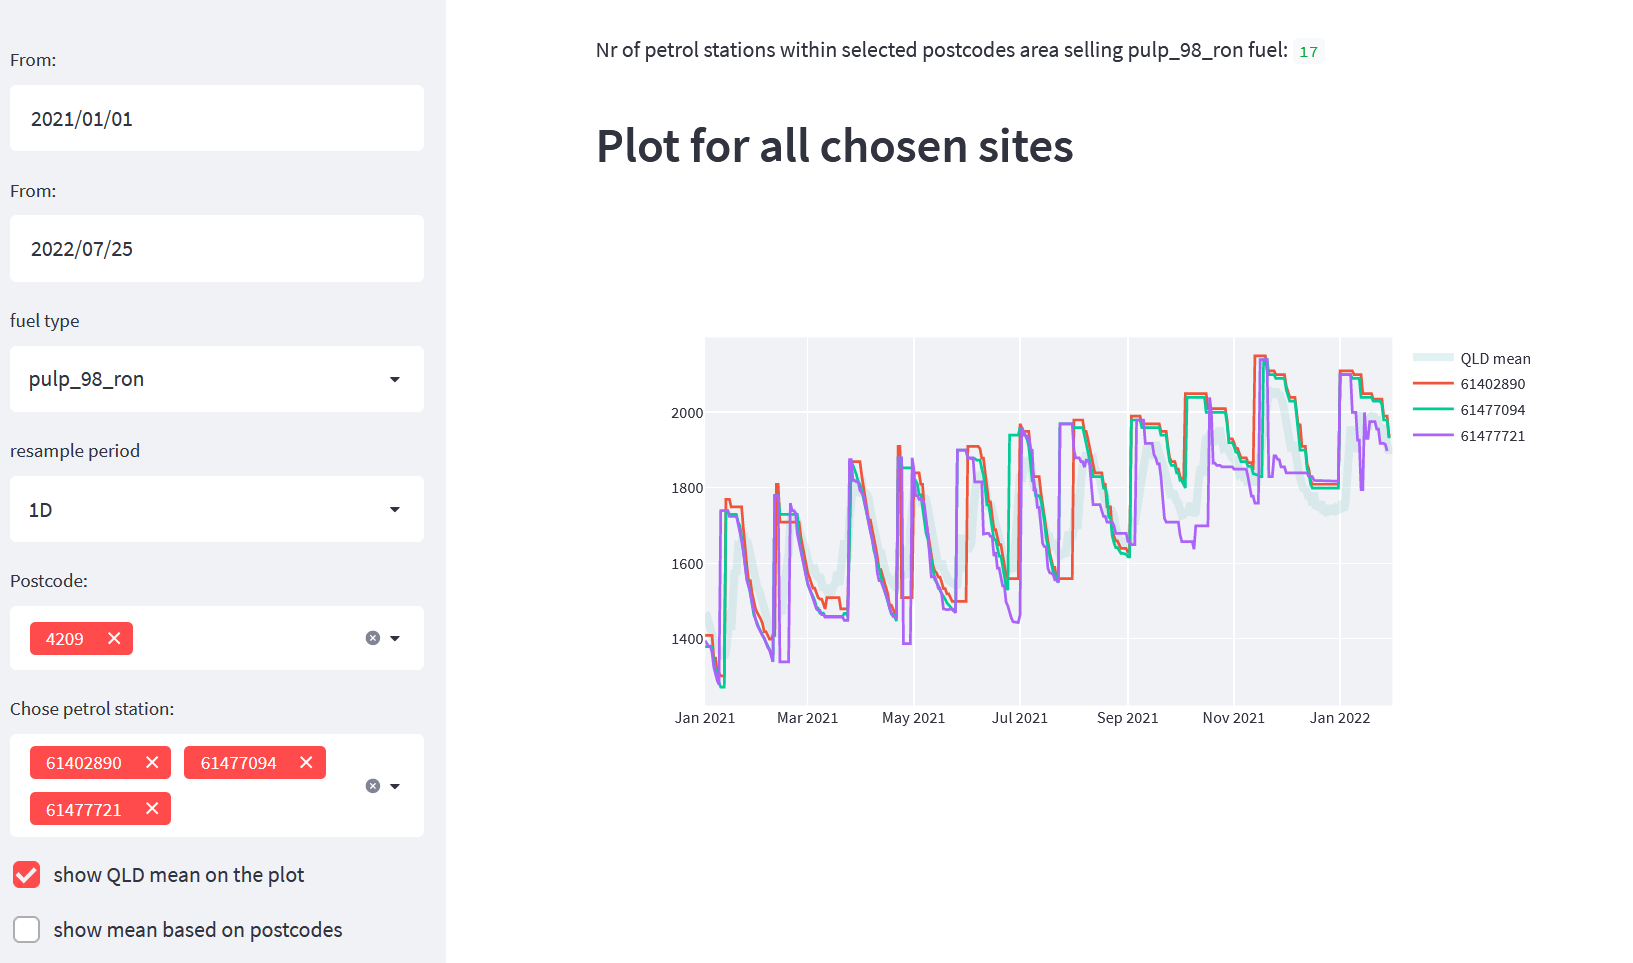 From:
2021/01/01
From:
2022/07/25
fuel type
pulp_98_ron
resample period
1D
Postcode:
4209
Chose petrol station:
61402890
61477094
61477721
show QLD mean on the plot
show mean based on postcodes
Nr of petrol stations within selected postcodes area selling pulp_98_ron fuel: 17
Plot for all chosen sites
2000
1800
1600
1400
Jan 2021
Mar 2021
May 2021
Jul 2021
Sep 2021
Nov 2021
Jan 2022
QLD mean
61402890
61477094
61477721